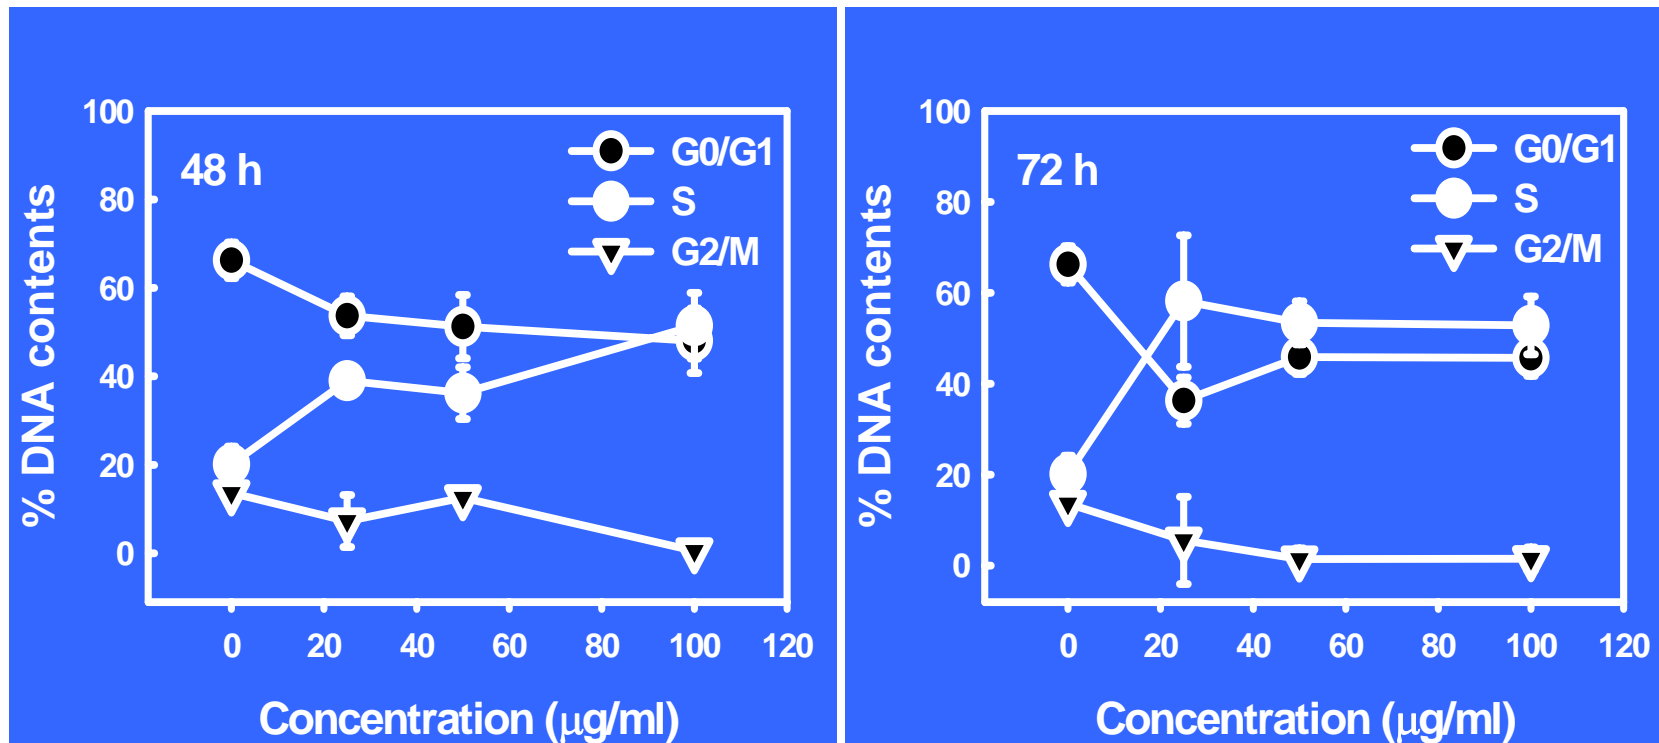 48 h
G0/G1
S
G2/M
100
80
60
40
20
0
% DNA contents
0 20 40 60 80 100 120
Concentration (μg/ml)
72 h
G0/G1
S
G2/M
100
80
60
40
20
0
% DNA contents
0 20 40 60 80 100 120
Concentration (μg/ml)